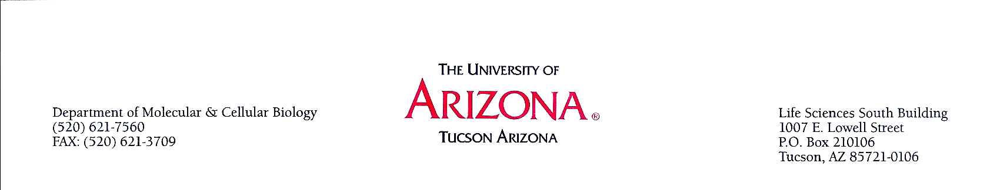 THE UNIVERSITY OF
ARIZONA®
TUCSON ARIZONA
Department of Molecular & Cellular Biology
(520) 621-7560
FAX: (520) 621-3709
Life Sciences South Building
1007 E. Lowell Street
P.O. Box 210106
Tucson, AZ 85721-0106